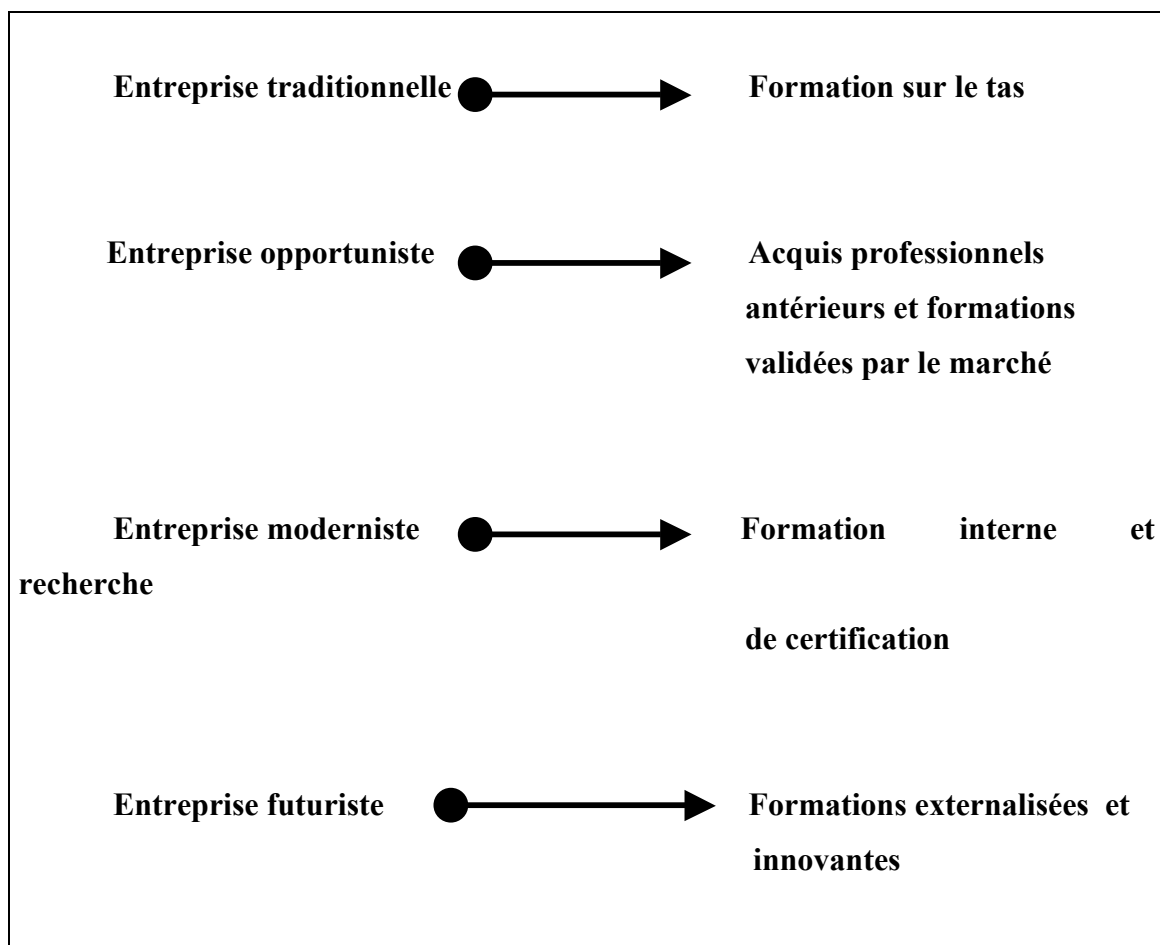 Entreprise traditionnelle Formation sur le tas
Entreprise opportuniste Acquis professionnels
antérieurs et formations
validées par le marché
Entreprise moderniste Formation interne et
recherche
de certification
Entreprise futuriste Formations externalisées et
innovantes